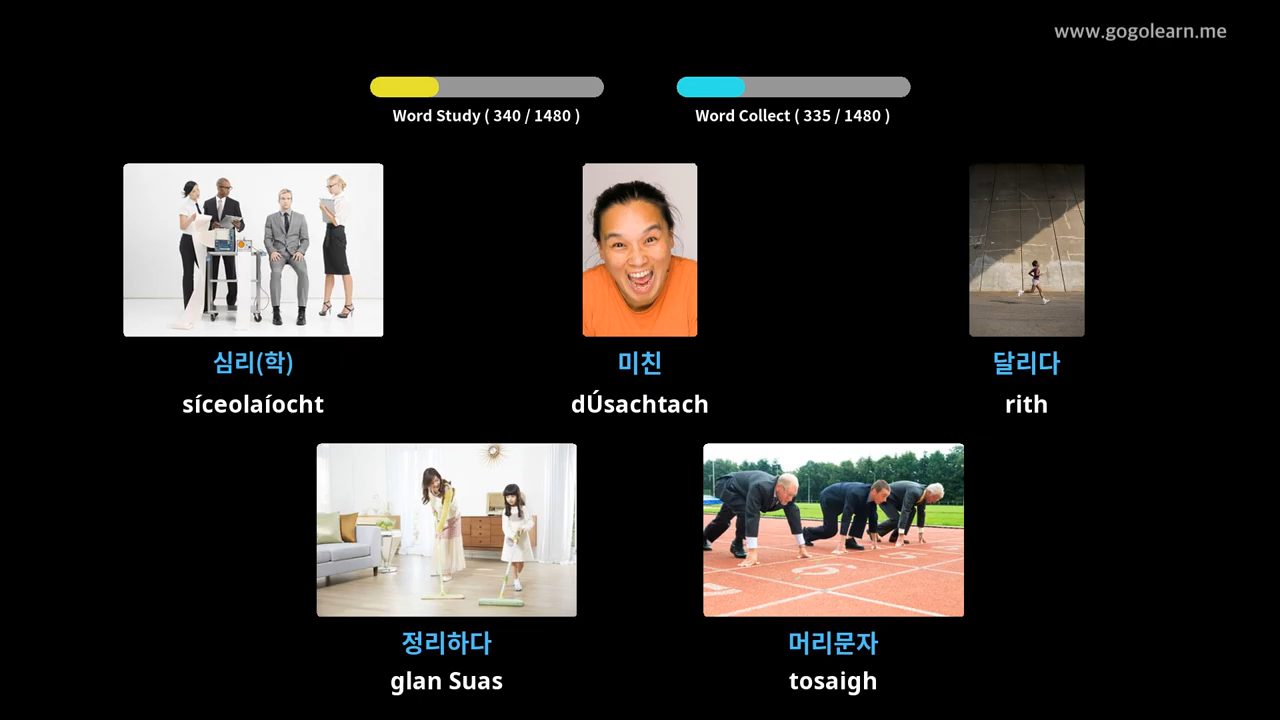 www.gogolearn.me
Word Study ( 340 / 1480 )
Word Collect ( 335 / 1480 )
심리(학)
síceolaíocht
미친
dÚsachtach
달리다
rith
정리하다
glan Suas
머리문자
tosaigh